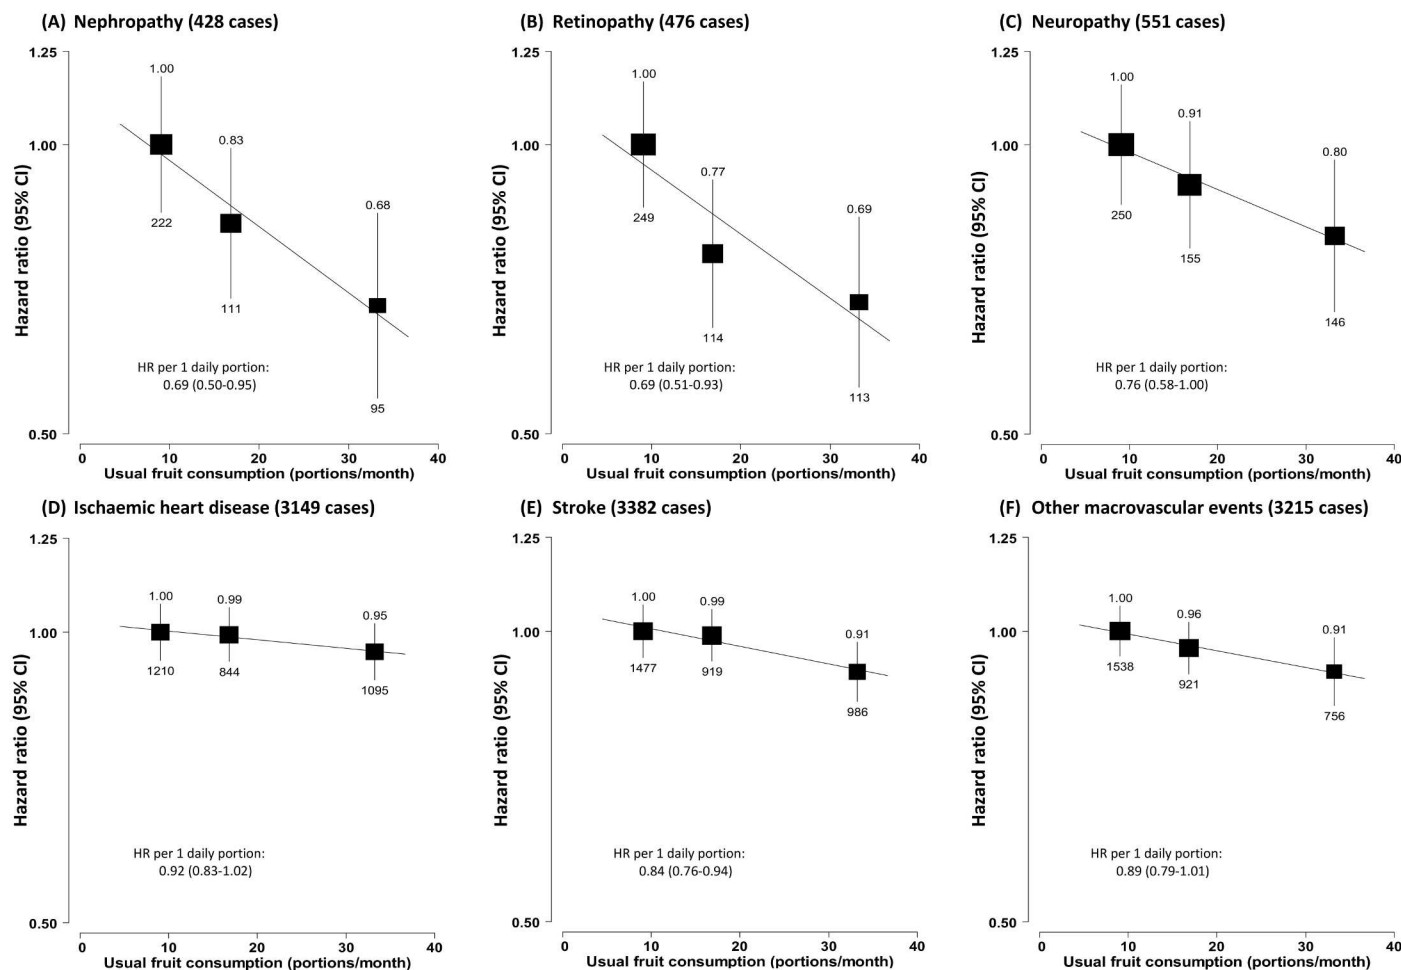 (A) Nephropathy (428 cases)
1.25
1.00
0.50
Hazard ratio (95% CI)
1.00
222
0.83
111
0.68
95
HR per 1 daily portion:
0.69 (0.50-0.95)
0 10 20 30 40
Usual fruit consumption (portions/month)
(B) Retinopathy (476 cases)
1.25
1.00
0.50
Hazard ratio (95% CI)
1.00
249
0.77
114
0.69
113
HR per 1 daily portion:
0.69 (0.51-0.93)
0 10 20 30 40
Usual fruit consumption (portions/month)
(C) Neuropathy (551 cases)
1.25
1.00
0.50
Hazard ratio (95% CI)
1.00
250
0.91
155
0.80
146
HR per 1 daily portion:
0.76 (0.58-1.00)
0 10 20 30 40
Usual fruit consumption (portions/month)
(D) Ischaemic heart disease (3149 cases)
1.25
1.00
0.50
Hazard ratio (95% CI)
1.00
1210
0.99
844
0.95
1095
HR per 1 daily portion:
0.92 (0.83-1.02)
0 10 20 30 40
Usual fruit consumption (portions/month)
(E) Stroke (3382 cases)
1.25
1.00
0.50
Hazard ratio (95% CI)
1.00
1477
0.99
919
0.91
986
HR per 1 daily portion:
0.84 (0.76-0.94)
0 10 20 30 40
Usual fruit consumption (portions/month)
(F) Other macrovascular events (3215 cases)
1.25
1.00
0.50
Hazard ratio (95% CI)
1.00
1538
0.96
921
0.91
756
HR per 1 daily portion:
0.89 (0.79-1.01)
0 10 20 30 40
Usual fruit consumption (portions/month)